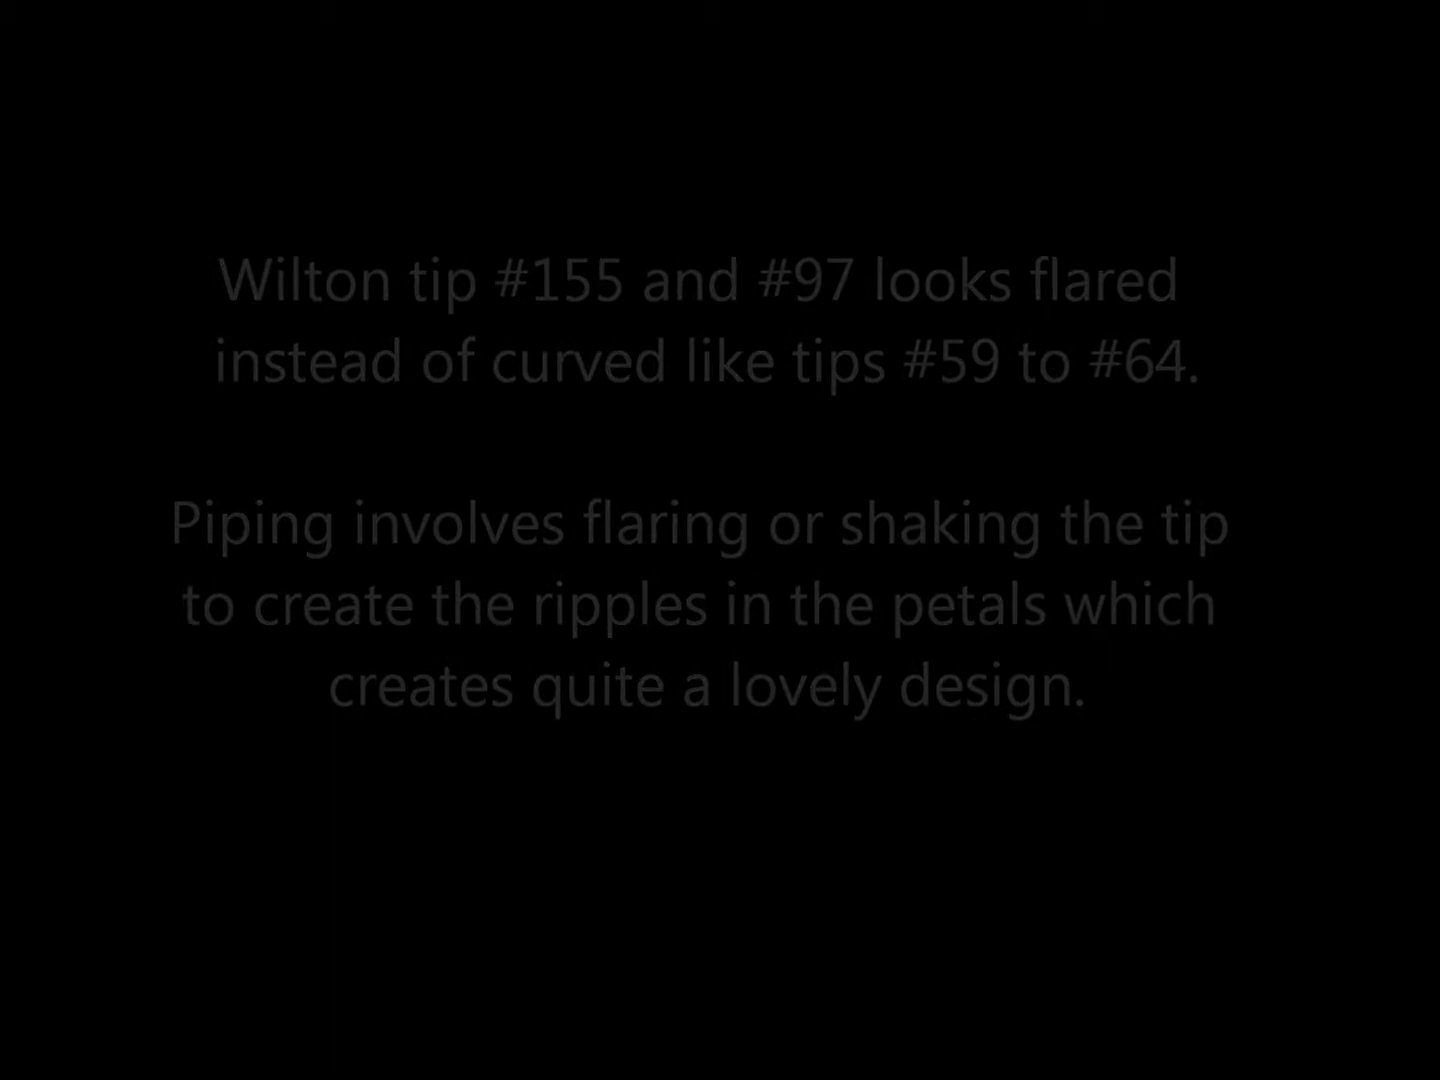 Wilton tip #155 and #97 looks flared
instead of curved like tips #59 to #64.
Piping involves flaring or shaking the tip
to create the ripples in the petals which
creates quite a lovely design.